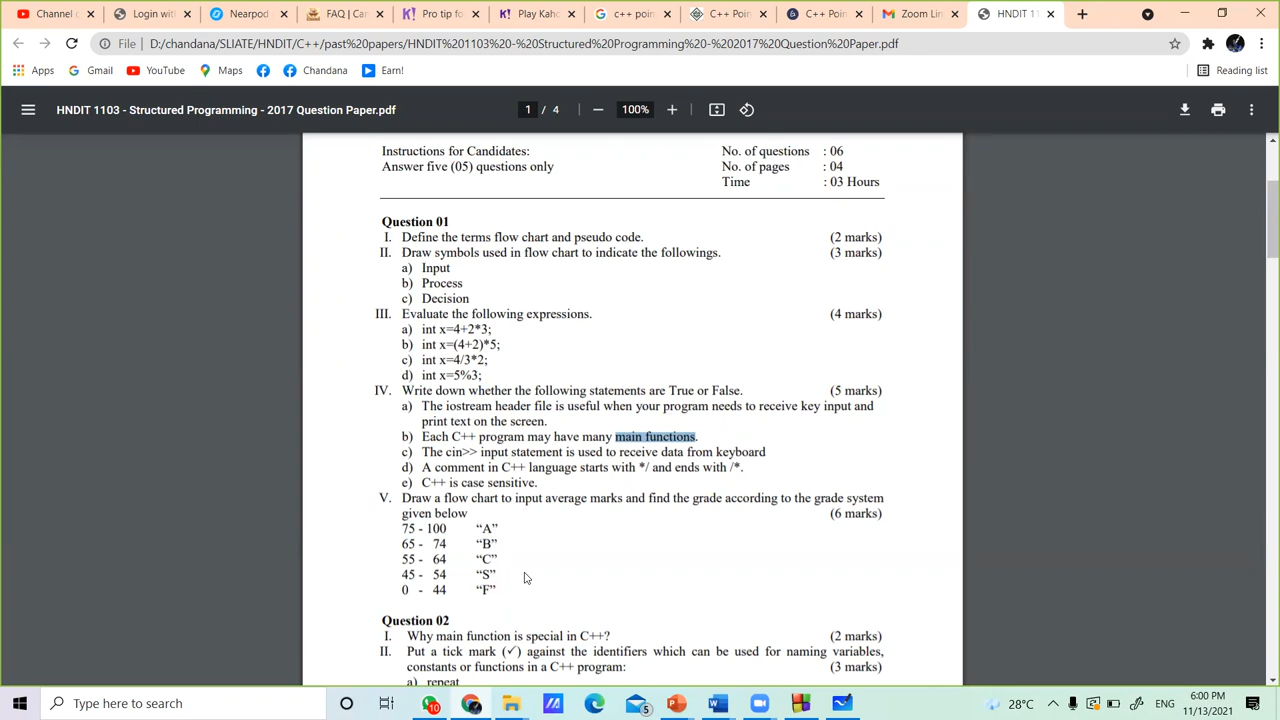 Channel c
Login with
Nearpod
FAQ | Can
Pro tip fo
Play Kaho
c++ poin
C++ Poin
C++ Poin
Zoom Lin
HNDIT 11
File | D:/chandana/SLIATE/HNDIT/C++/past%20papers/HNDIT%201103%20-%20Structured%20Programming%20-%202017%20Question%20Paper.pdf
Apps Gmail YouTube Maps Chandana Earn! Reading list
HNDIT 1103 - Structured Programming - 2017 Question Paper.pdf 1 / 4 100%
Instructions for Candidates: No. of questions : 06
Answer five (05) questions only No. of pages : 04
Time : 03 Hours
Question 01
I. Define the terms flow chart and pseudo code. (2 marks)
II. Draw symbols used in flow chart to indicate the followings. (3 marks)
a) Input
b) Process
c) Decision
III. Evaluate the following expressions. (4 marks)
a) int x=4+2*3;
b) int x=(4+2)*5;
c) int x=4/3*2;
d) int x=5%3;
IV. Write down whether the following statements are True or False. (5 marks)
a) The iostream header file is useful when your program needs to receive key input and
print text on the screen.
b) Each C++ program may have many main functions.
c) The cin>> input statement is used to receive data from keyboard
d) A comment in C++ language starts with */ and ends with /*.
e) C++ is case sensitive.
V. Draw a flow chart to input average marks and find the grade according to the grade system
given below (6 marks)
75 - 100 “A”
65 - 74 “B”
55 - 64 “C”
45 - 54 “S”
0 - 44 “F”
Question 02
I. Why main function is special in C++? (2 marks)
II. Put a tick mark (✓) against the identifiers which can be used for naming variables,
constants or functions in a C++ program: (3 marks)
a) repeat
Type here to search
10
5
28°C
ENG
6:00 PM
11/13/2021